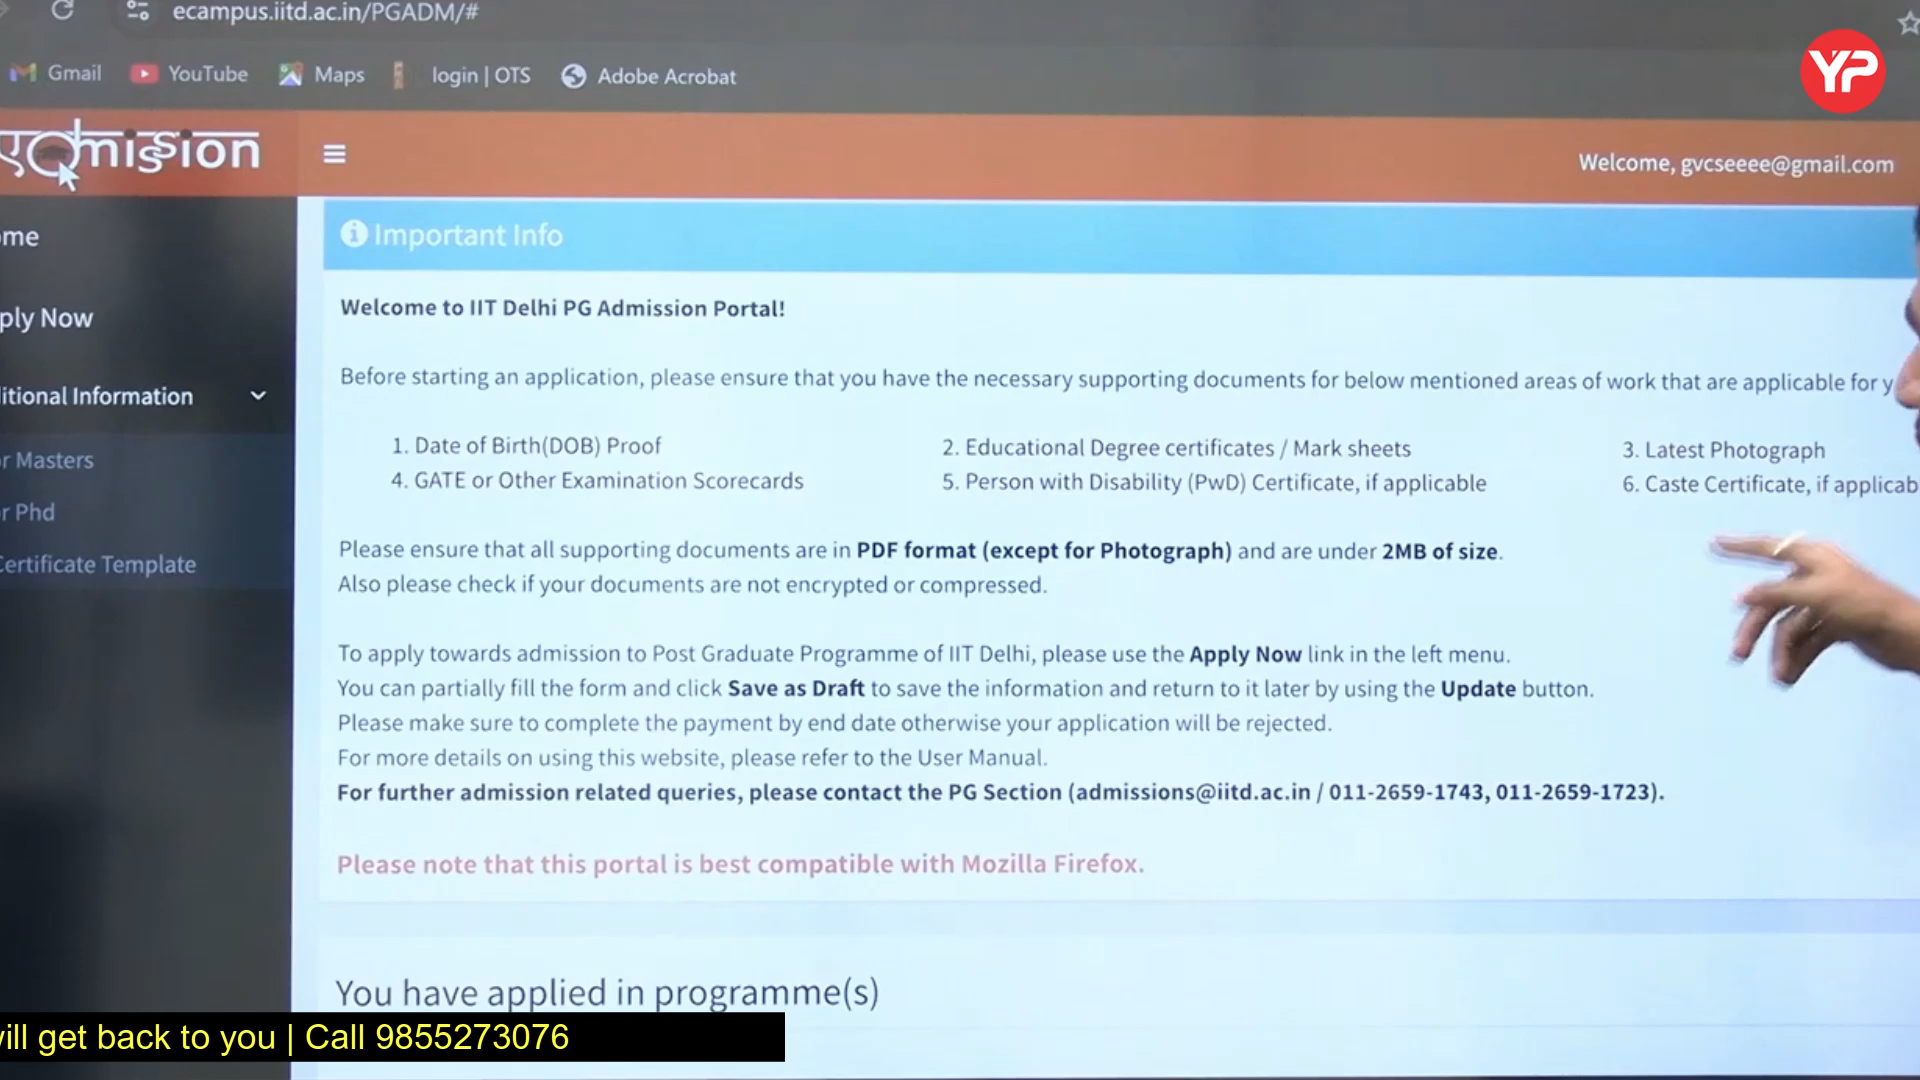 ecampus.iitd.ac.in/PGADM/#
Gmail YouTube Maps login | OTS Adobe Acrobat
YP
एdmission
Welcome, gvcseeee@gmail.com
Important Info
Welcome to IIT Delhi PG Admission Portal!
ply Now
Before starting an application, please ensure that you have the necessary supporting documents for below mentioned areas of work that are applicable for y
itional Information
1. Date of Birth(DOB) Proof 2. Educational Degree certificates / Mark sheets 3. Latest Photograph
r Masters
4. GATE or Other Examination Scorecards 5. Person with Disability (PwD) Certificate, if applicable 6. Caste Certificate, if applicab
r Phd
Certificate Template
Please ensure that all supporting documents are in PDF format (except for Photograph) and are under 2MB of size.
Also please check if your documents are not encrypted or compressed.
To apply towards admission to Post Graduate Programme of IIT Delhi, please use the Apply Now link in the left menu.
You can partially fill the form and click Save as Draft to save the information and return to it later by using the Update button.
Please make sure to complete the payment by end date otherwise your application will be rejected.
For more details on using this website, please refer to the User Manual.
For further admission related queries, please contact the PG Section (admissions@iitd.ac.in / 011-2659-1743, 011-2659-1723).
Please note that this portal is best compatible with Mozilla Firefox.
You have applied in programme(s)
ill get back to you | Call 9855273076